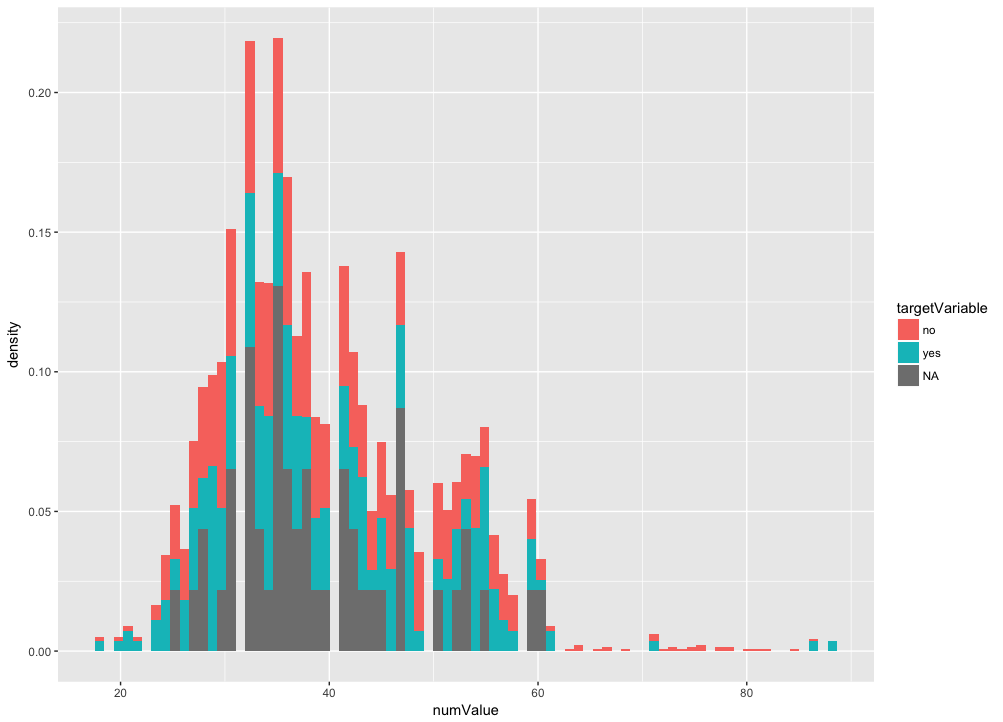 0.20
0.15
0.10
0.05
0.00
density
20
40
60
80
numValue
targetVariable
no
yes
NA